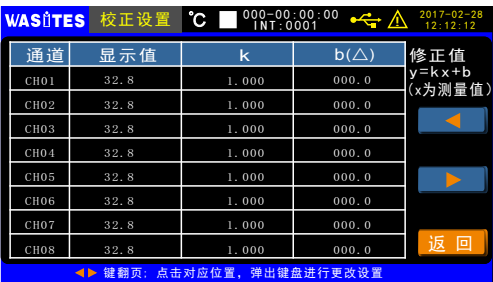 WASITES 校正设置 ℃ 000-00:00:00 2017-02-28
INT:0001 12:12:12
通道 显示值 k b(△) 修正值
y=kx+b
(x为测量值)
CH01 32.8 1.000 000.0
CH02 32.8 1.000 000.0
CH03 32.8 1.000 000.0
CH04 32.8 1.000 000.0
CH05 32.8 1.000 000.0
CH06 32.8 1.000 000.0
CH07 32.8 1.000 000.0
CH08 32.8 1.000 000.0
返 回
键翻页; 点击对应位置, 弹出键盘进行更改设置